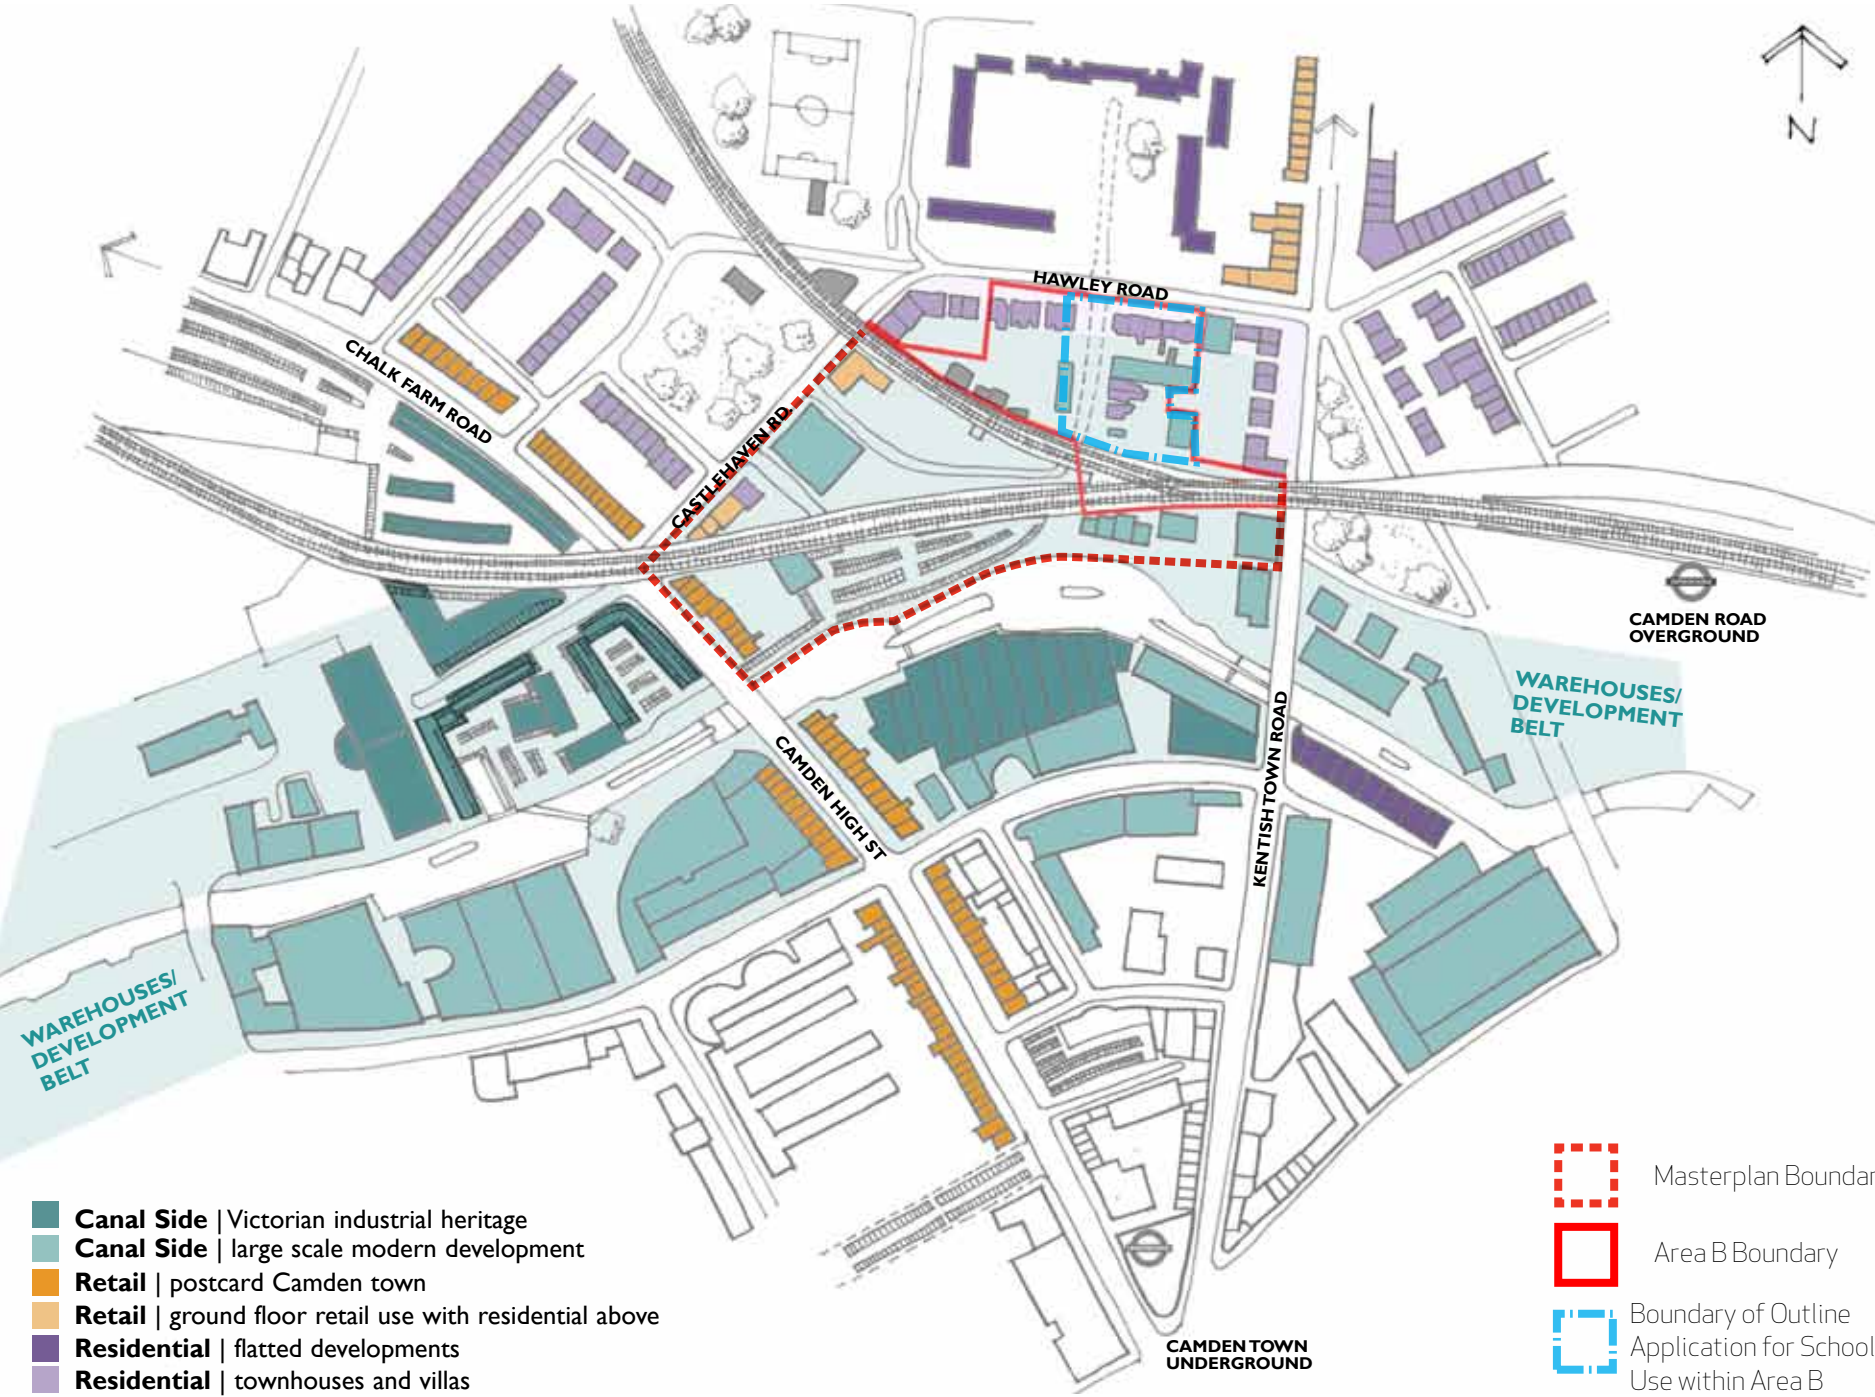 N
HAWLEY ROAD
CHALK FARM ROAD
CASTLEHAVEN RD.
CAMDEN ROAD
OVERGROUND
WAREHOUSES/
DEVELOPMENT
BELT
KENTISH TOWN ROAD
CAMDEN HIGH ST
WAREHOUSES/
DEVELOPMENT
BELT
CAMDEN TOWN
UNDERGROUND
Canal Side | Victorian industrial heritage
Canal Side | large scale modern development
Retail | postcard Camden town
Retail | ground floor retail use with residential above
Residential | flatted developments
Residential | townhouses and villas
Masterplan Boundar
Area B Boundary
Boundary of Outline
Application for School
Use within Area B